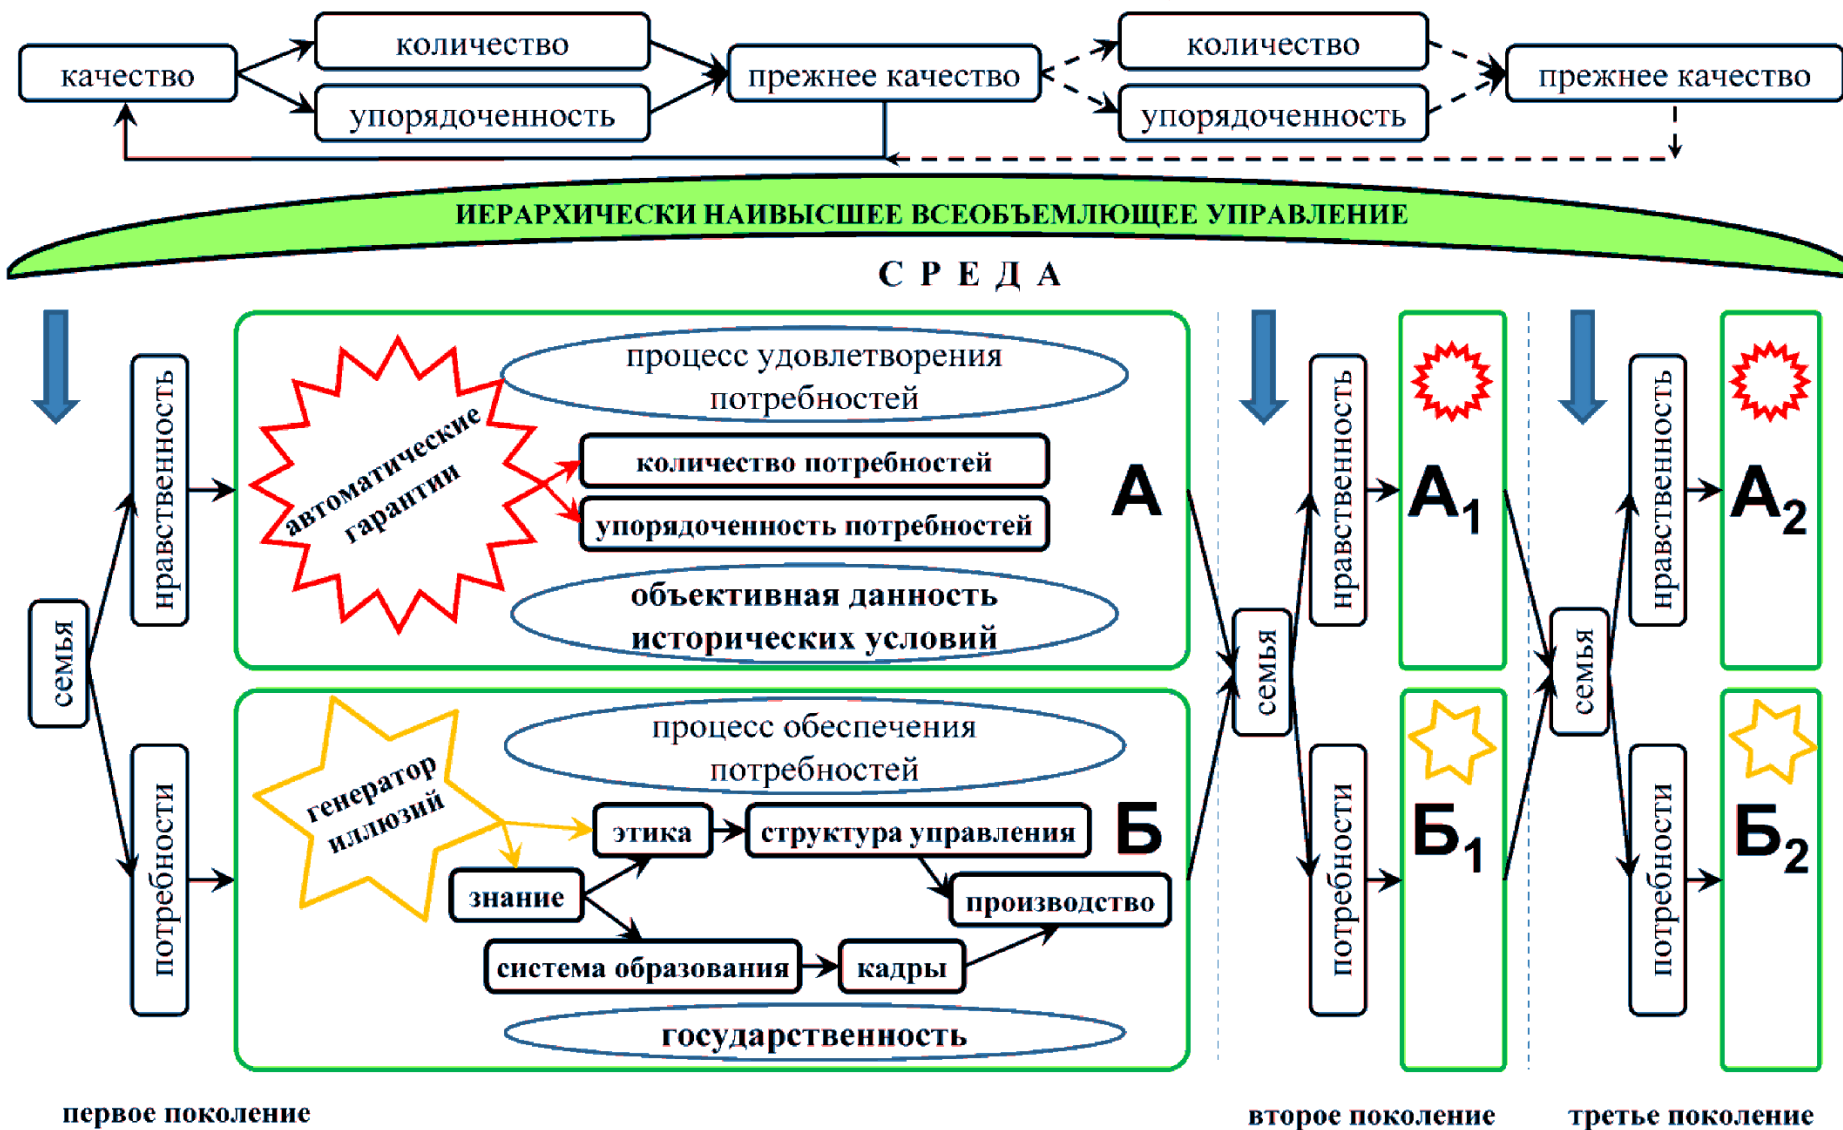 количество
количество
качество
прежнее качество
прежнее качество
упорядоченность
упорядоченность
ИЕРАРХИЧЕСКИ НАИВЫСШЕЕ ВСЕОБЪЕМЛЮЩЕЕ УПРАВЛЕНИЕ
С Р Е Д А
семья
нравственность
потребности
процесс удовлетворения
потребностей
автоматические
гарантии
количество потребностей
упорядоченность потребностей
А
объективная данность
исторических условий
процесс обеспечения
потребностей
генератор
иллюзий
этика
структура управления
Б
знание
производство
система образования
кадры
государственность
семья
нравственность
потребности
А1
Б1
семья
нравственность
потребности
А2
Б2
первое поколение
второе поколение
третье поколение